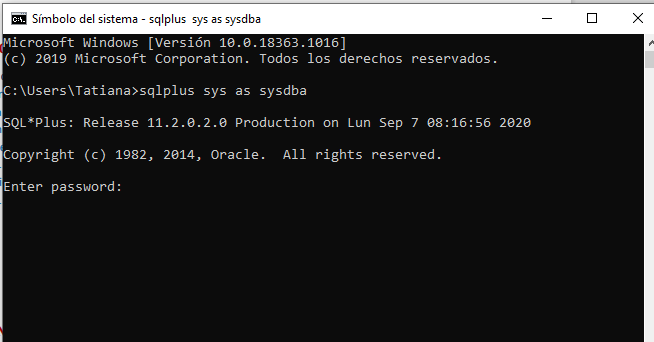 Símbolo del sistema - sqlplus  sys as sysdba
Microsoft Windows [Versión 10.0.18363.1016]
(c) 2019 Microsoft Corporation. Todos los derechos reservados.
C:\Users\Tatiana>sqlplus sys as sysdba
SQL*Plus: Release 11.2.0.2.0 Production on Lun Sep 7 08:16:56 2020
Copyright (c) 1982, 2014, Oracle.  All rights reserved.
Enter password: